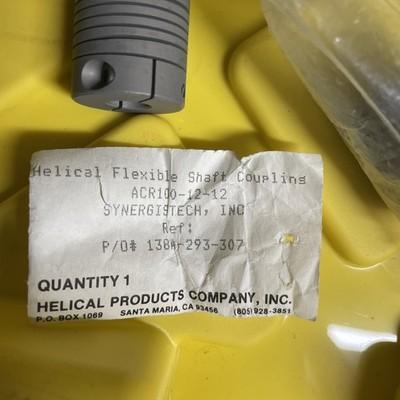 Helical Flexible Shaft Coupling
ACR100-12-12
SYNERGISTECH, INC
Ref:
P/O# 138A-293-307
QUANTITY 1
HELICAL PRODUCTS COMPANY, INC.
P.O. BOX 1069 SANTA MARIA, CA 93456 (805) 928-3851